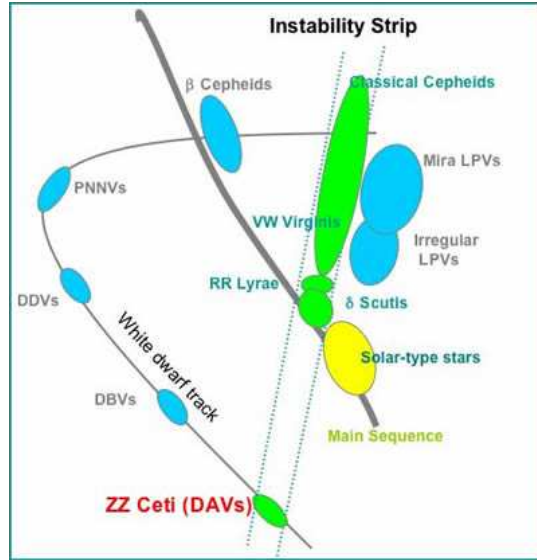 Instability Strip
β Cepheids
Classical Cepheids
Mira LPVs
PNNVs
VW Virginis
Irregular
LPVs
RR Lyrae
δ Scutis
DDVs
White dwarf track
Solar-type stars
DBVs
Main Sequence
ZZ Ceti (DAVs)